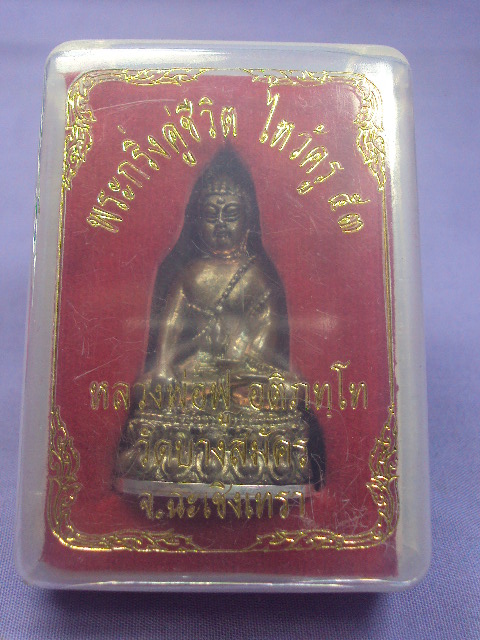 พระกริ่งคู่ชีวิต ไหว้ครู ๕๓
หลวงพ่อฟู อติภทฺโท
วัดบางสมัคร
จ.ฉะเชิงเทรา